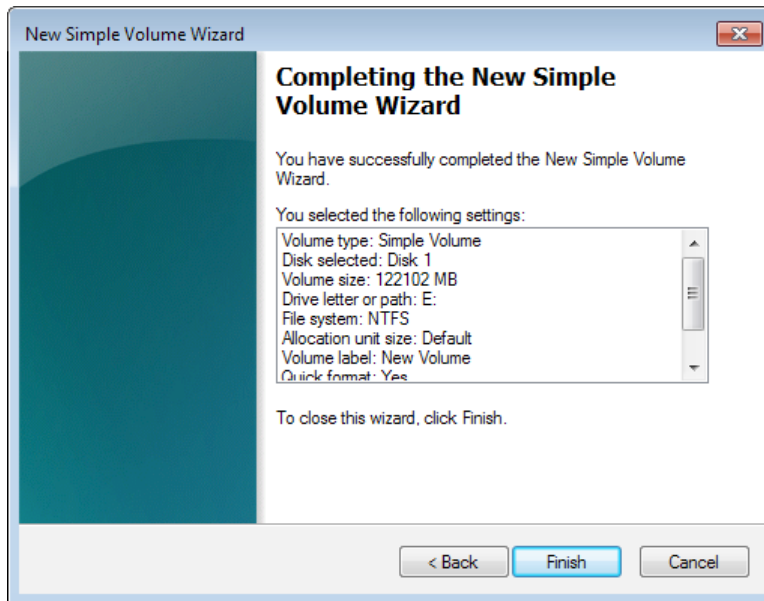 New Simple Volume Wizard
Completing the New Simple
Volume Wizard
You have successfully completed the New Simple Volume
Wizard.
You selected the following settings:
Volume type: Simple Volume
Disk selected: Disk 1
Volume size: 122102 MB
Drive letter or path: E:
File system: NTFS
Allocation unit size: Default
Volume label: New Volume
Quick format: Yes
To close this wizard, click Finish.
< Back
Finish
Cancel